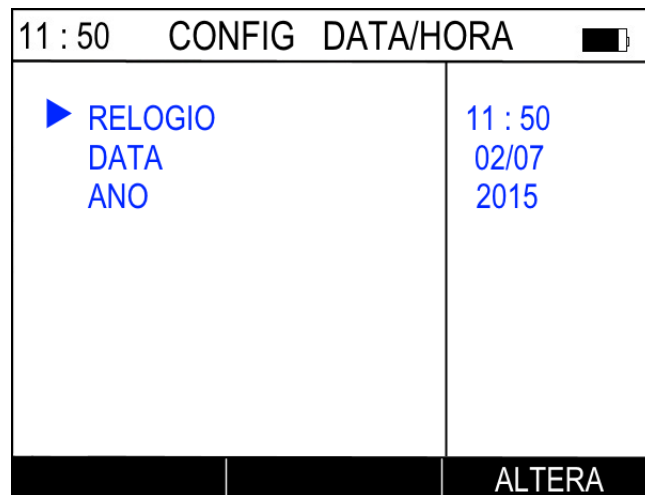 11 : 50 CONFIG DATA/HORA
RELOGIO 11 : 50
DATA 02/07
ANO 2015
ALTERA